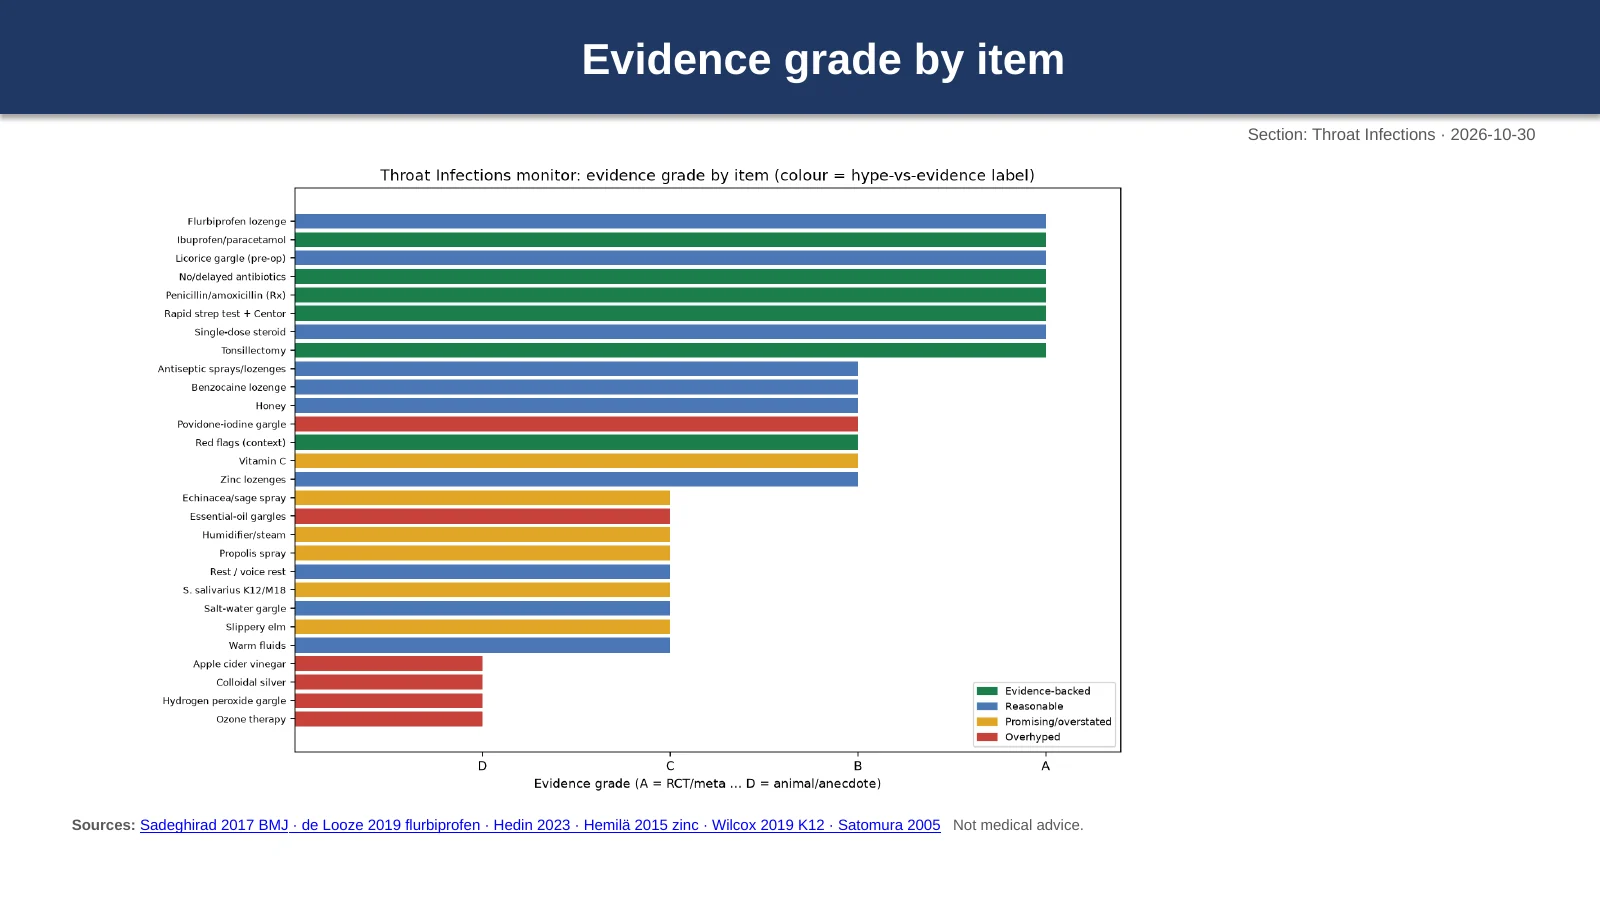 Evidence grade by item
Section: Throat Infections · 2026-10-30
Throat Infections monitor: evidence grade by item (colour = hype-vs-evidence label)
Flurbiprofen lozenge
Ibuprofen/paracetamol
Licorice gargle (pre-op)
No/delayed antibiotics
Penicillin/amoxicillin (Rx)
Rapid strep test + Centor
Single-dose steroid
Tonsillectomy
Antiseptic sprays/lozenges
Benzocaine lozenge
Honey
Povidone-iodine gargle
Red flags (context)
Vitamin C
Zinc lozenges
Echinacea/sage spray
Essential-oil gargles
Humidifier/steam
Propolis spray
Rest / voice rest
S. salivarius K12/M18
Salt-water gargle
Slippery elm
Warm fluids
Apple cider vinegar
Colloidal silver
Hydrogen peroxide gargle
Ozone therapy
Evidence-backed
Reasonable
Promising/overstated
Overhyped
D C B A
Evidence grade (A = RCT/meta ... D = animal/anecdote)
Sources: Sadeghirad 2017 BMJ · de Looze 2019 flurbiprofen · Hedin 2023 · Hemilä 2015 zinc · Wilcox 2019 K12 · Satomura 2005 Not medical advice.